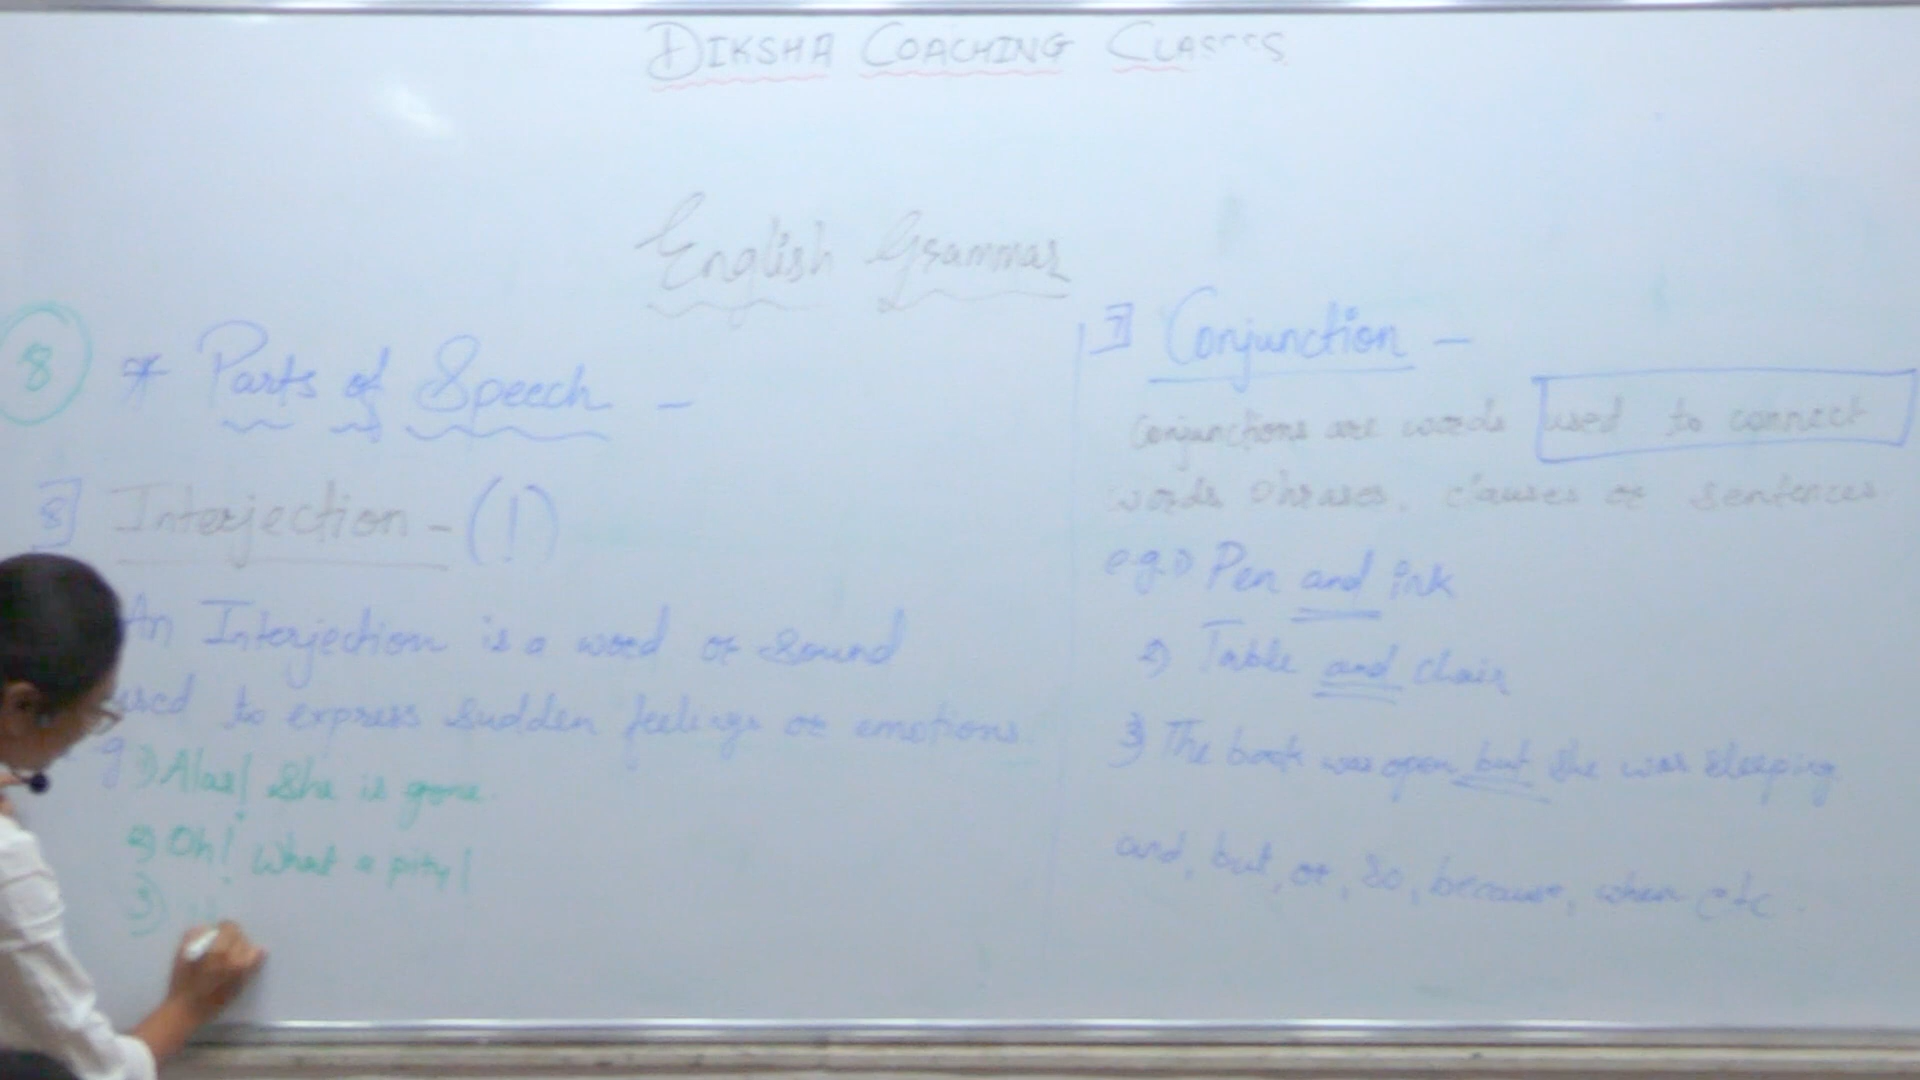 DIKSHA COACHING CLASSES
English Grammar
8
* Parts of Speech -
8] Interjection - (!)
An Interjection is a word or sound
used to express sudden feelings or emotions.
g 1) Alas! She is gone.
2) Oh! What a pity!
3)
7] Conjunction -
Conjunctions are words used to connect
words phrases, clauses or sentences
e.g. 1) Pen and ink
2) Table and chair
3) The book was open but she was sleeping
and, but, or, So, because, when etc.